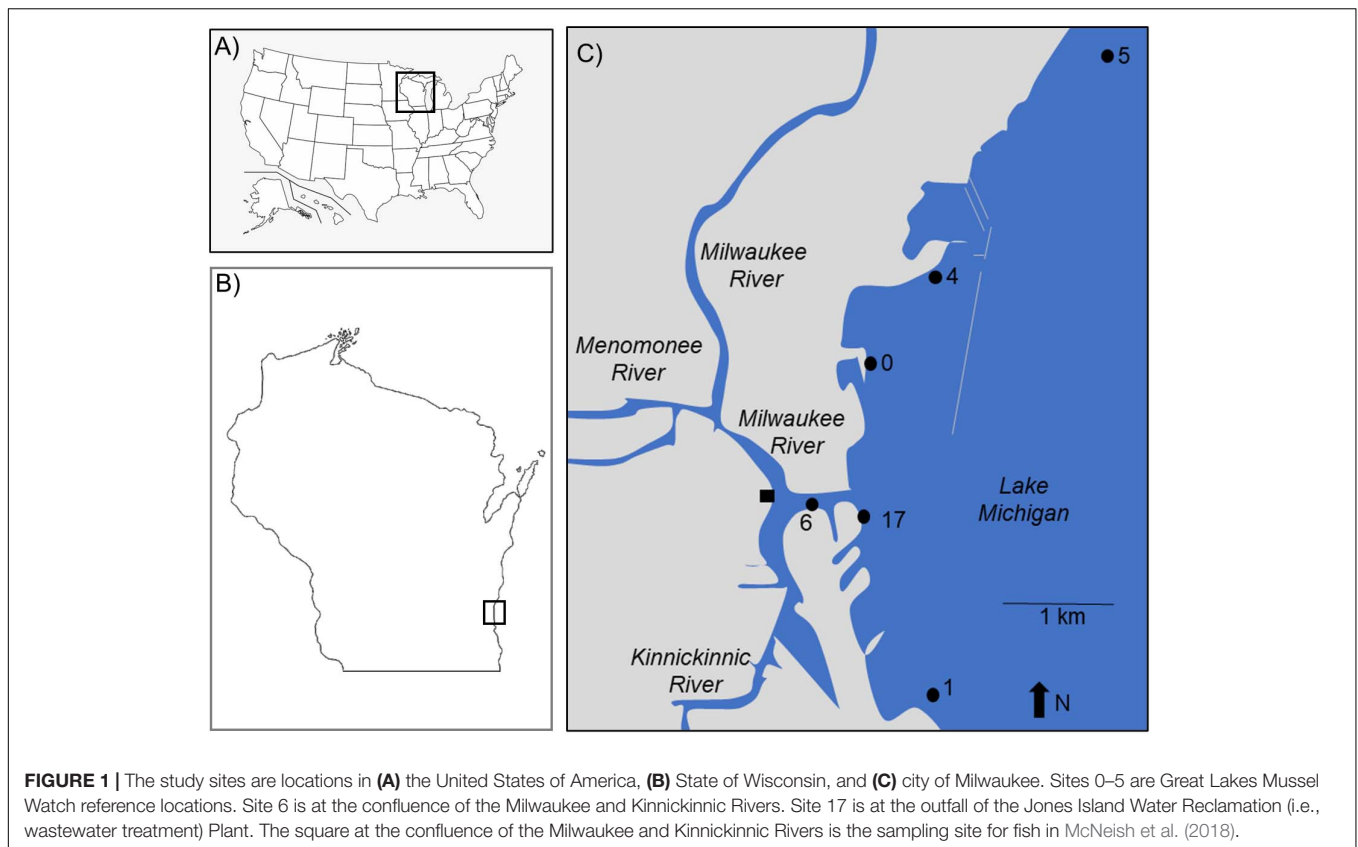 A)
B)
C)
5
4
0
Milwaukee
River
Menomonee
River
Milwaukee
River
6
17
Lake
Michigan
1 km
Kinnickinnic
River
1
N
FIGURE 1 | The study sites are locations in (A) the United States of America, (B) State of Wisconsin, and (C) city of Milwaukee. Sites 0–5 are Great Lakes Mussel
Watch reference locations. Site 6 is at the confluence of the Milwaukee and Kinnickinnic Rivers. Site 17 is at the outfall of the Jones Island Water Reclamation (i.e.,
wastewater treatment) Plant. The square at the confluence of the Milwaukee and Kinnickinnic Rivers is the sampling site for fish in McNeish et al. (2018).